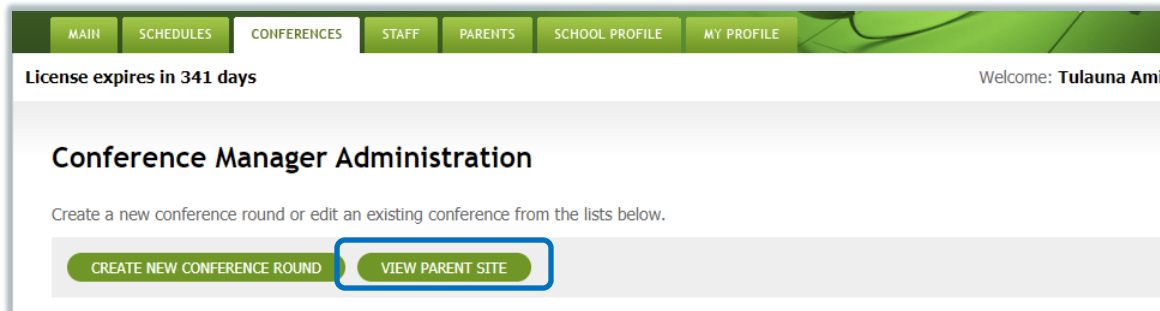 MAIN SCHEDULES CONFERENCES STAFF PARENTS SCHOOL PROFILE MY PROFILE
License expires in 341 days Welcome: Tulauna Ami
Conference Manager Administration
Create a new conference round or edit an existing conference from the lists below.
CREATE NEW CONFERENCE ROUND VIEW PARENT SITE